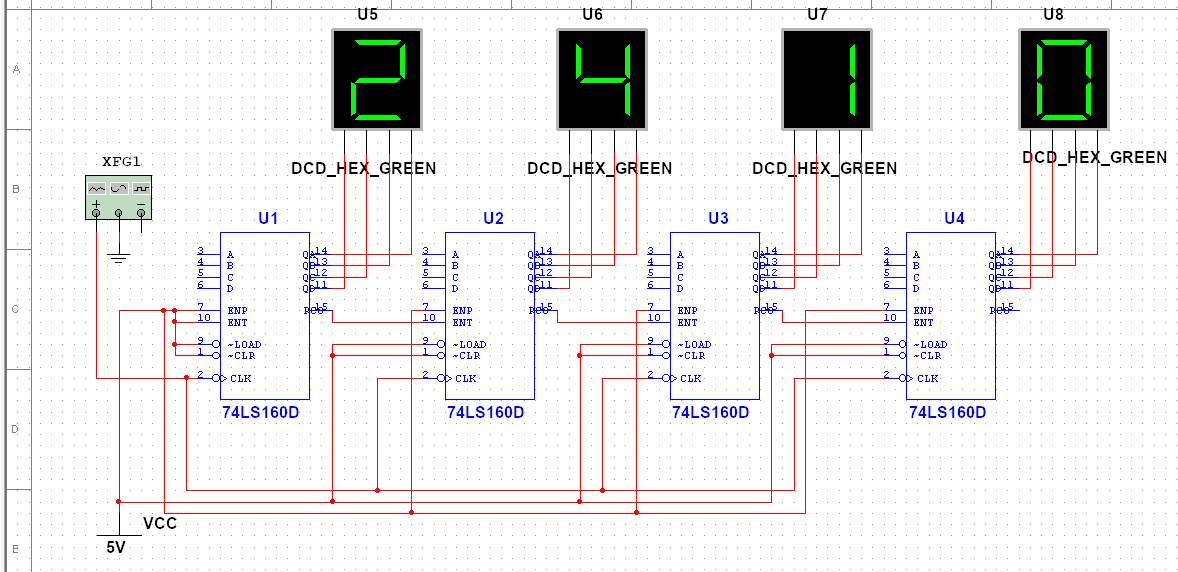 U5 U6 U7 U8
A
2 4 1 0
XFG1
DCD_HEX_GREEN DCD_HEX_GREEN DCD_HEX_GREEN DCD_HEX_GREEN
B
+ −
U1 U2 U3 U4
3 A QA 14 3 A QA 14 3 A QA 14 3 A QA 14
4 B QB 13 4 B QB 13 4 B QB 13 4 B QB 13
5 C QC 12 5 C QC 12 5 C QC 12 5 C QC 12
6 D QD 11 6 D QD 11 6 D QD 11 6 D QD 11
C
7 ENP RCO 15 7 ENP RCO 15 7 ENP RCO 15 7 ENP RCO 15
10 ENT 10 ENT 10 ENT 10 ENT
9 ~LOAD 9 ~LOAD 9 ~LOAD 9 ~LOAD
1 ~CLR 1 ~CLR 1 ~CLR 1 ~CLR
2 CLK 2 CLK 2 CLK 2 CLK
74LS160D 74LS160D 74LS160D 74LS160D
D
VCC
5V
E